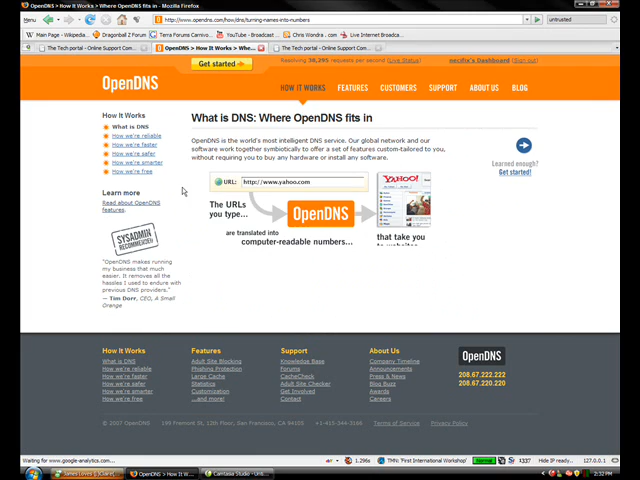 OpenDNS > How It Works > Where OpenDNS fits in - Mozilla Firefox
Menu
http://www.opendns.com/how/dns/turning-names-into-numbers
untrusted
Main Page - Wikipedia...
Dragonball Z Forum
Terra Forums Carnivo...
YouTube - Broadcast ...
Chris Wondra . com
Live Internet Broadca...
The Tech portal - Online Support Com...
OpenDNS > How It Works > Whe...
The Tech portal - Online Support Com...
Get started
Resolving 36,295 requests per second (Live Status)
Dashboard (Sign out)
OpenDNS
HOW IT WORKS
FEATURES
CUSTOMERS
SUPPORT
ABOUT US
BLOG
How It Works
What is DNS
How we're reliable
How we're faster
How we're safer
How we're smarter
How we're free
Learn more
Read about OpenDNS
features.
SYSADMIN
RECOMMENDED
"OpenDNS makes running
my business that much
easier. It removes all the
hassles I used to endure with
previous DNS providers."
— Tim Dorr, CEO, A Small
Orange
What is DNS: Where OpenDNS fits in
OpenDNS is the world's most intelligent DNS service. Our global network and our
software work together symbiotically to offer a set of features custom-tailored to you,
without requiring you to buy any hardware or install any software.
URL: http://www.yahoo.com
YAHOO!
The URLs
you type...
OpenDNS
are translated into
computer-readable numbers...
that take you
to websites
Learned enough?
Get started!
How It Works
What is DNS
How we're reliable
How we're faster
How we're safer
How we're smarter
How we're free
Features
Adult Site Blocking
Phishing Protection
Large Cache
Statistics
Customization
...and more!
Support
Knowledge Base
Forums
CacheCheck
Adult Site Checker
Get Involved
Contact
About Us
Company Timeline
Announcements
Press & News
Blog Buzz
Awards
Careers
OpenDNS
208.67.222.222
208.67.220.220
© 2007 OpenDNS
199 Fremont St, 12th Floor, San Francisco, CA 94105
+1-415-344-3166
Terms of Service
Privacy Policy
Waiting for www.google-analytics.com...
1.296s
TMN: 'First International Workshop'
Normal
1337
Hide IP ready...
127.0.0.1
OpenDNS > How It W...
Camtasia Studio - Unti...
2:32 PM